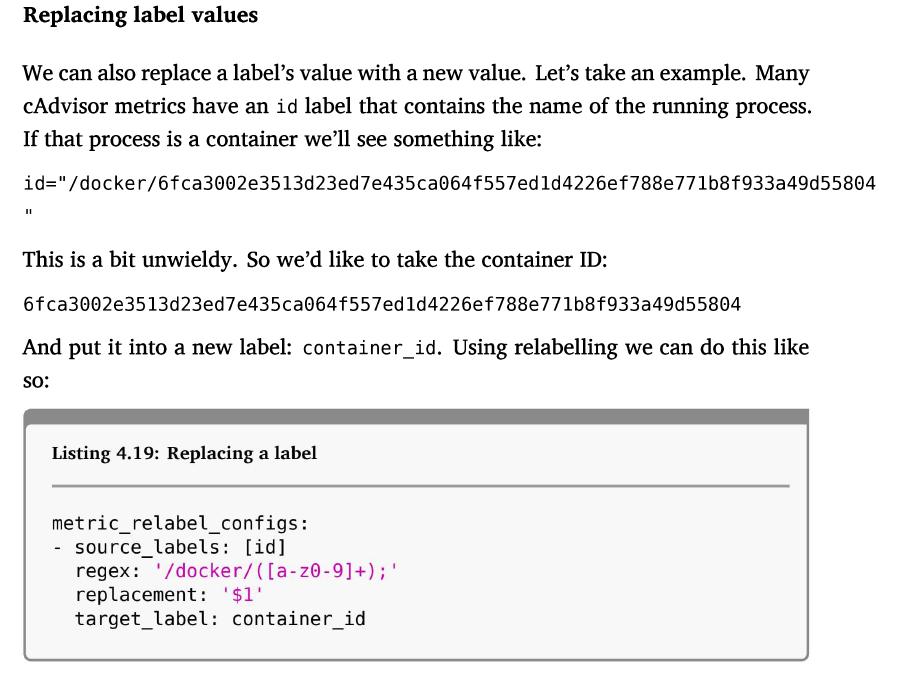 Replacing label values
We can also replace a label’s value with a new value. Let’s take an example. Many
cAdvisor metrics have an id label that contains the name of the running process.
If that process is a container we’ll see something like:
id="/docker/6fca3002e3513d23ed7e435ca064f557ed1d4226ef788e771b8f933a49d55804
"
This is a bit unwieldy. So we’d like to take the container ID:
6fca3002e3513d23ed7e435ca064f557ed1d4226ef788e771b8f933a49d55804
And put it into a new label: container_id. Using relabelling we can do this like
so:
Listing 4.19: Replacing a label
metric_relabel_configs:
- source_labels: [id]
  regex: '/docker/([a-z0-9]+);'
  replacement: '$1'
  target_label: container_id